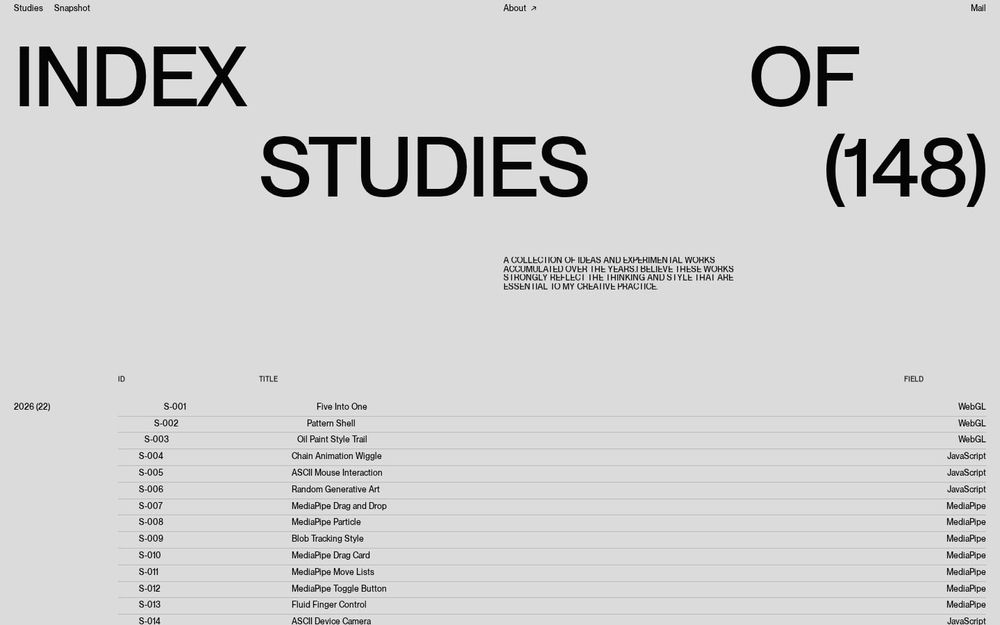 Studies Snapshot About ↗ Mail
INDEX OF
STUDIES (148)
A COLLECTION OF IDEAS AND EXPERIMENTAL WORKS
ACCUMULATED OVER THE YEARS.I BELIEVE THESE WORKS
STRONGLY REFLECT THE THINKING AND STYLE THAT ARE
ESSENTIAL TO MY CREATIVE PRACTICE.
ID TITLE FIELD
2026 (22) S-001 Five Into One WebGL
S-002 Pattern Shell WebGL
S-003 Oil Paint Style Trail WebGL
S-004 Chain Animation Wiggle JavaScript
S-005 ASCII Mouse Interaction JavaScript
S-006 Random Generative Art JavaScript
S-007 MediaPipe Drag and Drop MediaPipe
S-008 MediaPipe Particle MediaPipe
S-009 Blob Tracking Style MediaPipe
S-010 MediaPipe Drag Card MediaPipe
S-011 MediaPipe Move Lists MediaPipe
S-012 MediaPipe Toggle Button MediaPipe
S-013 Fluid Finger Control MediaPipe
S-014 ASCII Device Camera JavaScript